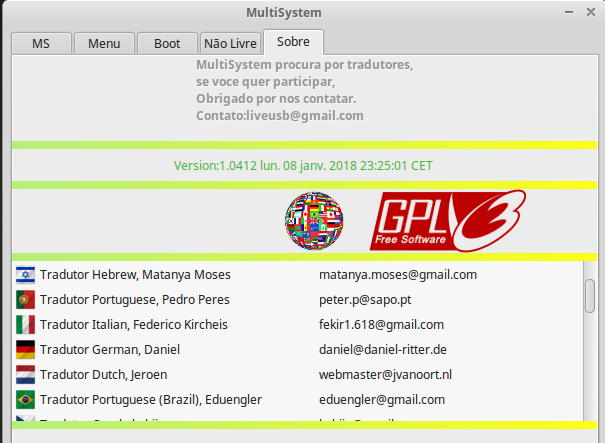 MultiSystem
MS Menu Boot Não Livre Sobre
MultiSystem procura por tradutores,
se voce quer participar,
Obrigado por nos contatar.
Contato:liveusb@gmail.com
Version:1.0412 lun. 08 janv. 2018 23:25:01 CET
GPL v3
Free Software
Tradutor Hebrew, Matanya Moses matanya.moses@gmail.com
Tradutor Portuguese, Pedro Peres peter.p@sapo.pt
Tradutor Italian, Federico Kircheis fekir1.618@gmail.com
Tradutor German, Daniel daniel@daniel-ritter.de
Tradutor Dutch, Jeroen webmaster@jvanoort.nl
Tradutor Portuguese (Brazil), Eduengler eduengler@gmail.com